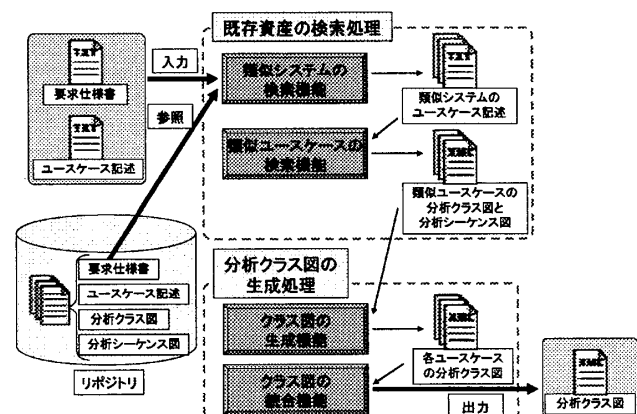 既存資産の検索処理
TXT
要求仕様書
TXT
ユースケース記述
入力
参照
類似システムの
検索機能
TXT
類似システムの
ユースケース記述
類似ユースケースの
検索機能
XML
類似ユースケースの
分析クラス図と
分析シーケンス図
要求仕様書
ユースケース記述
分析クラス図
分析シーケンス図
リポジトリ
分析クラス図の
生成処理
クラス図の
生成機能
XML
各ユースケース
の分析クラス図
クラス図の
統合機能
出力
XML
分析クラス図